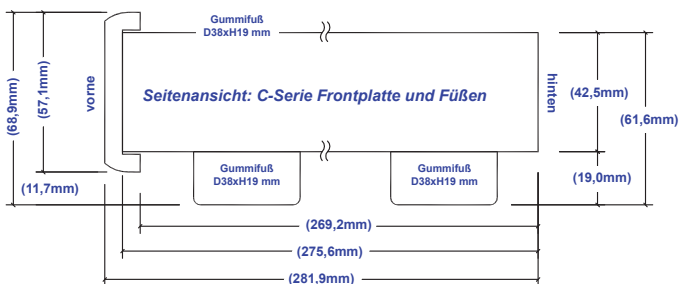 Gummifuß
D38xH19 mm
(68,9mm)
(57,1mm)
vorne
Seitenansicht: C-Serie Frontplatte und Füßen
hinten
(42,5mm)
(61,6mm)
Gummifuß
D38xH19 mm
Gummifuß
D38xH19 mm
(11,7mm)
(19,0mm)
(269,2mm)
(275,6mm)
(281,9mm)